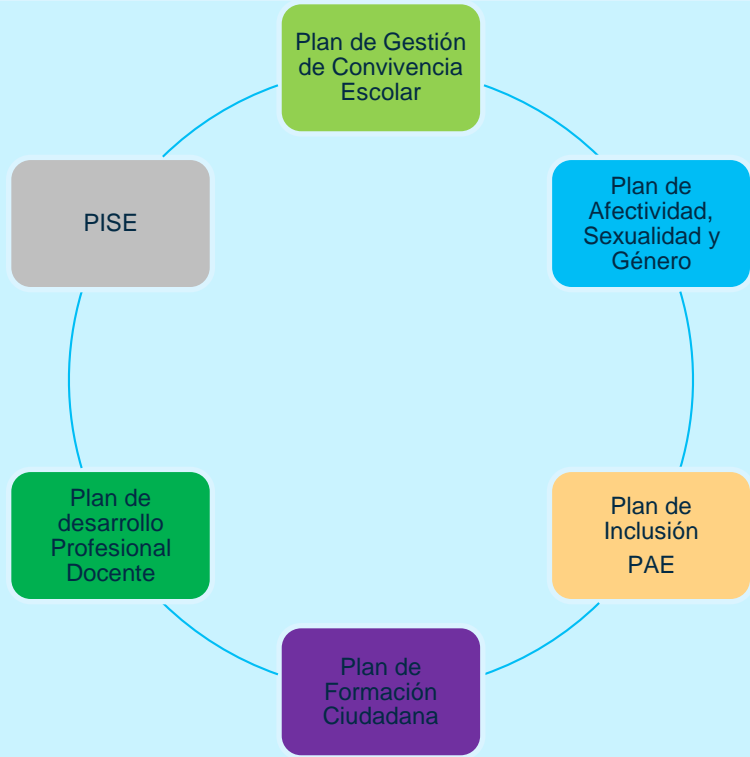 Plan de Gestión
de Convivencia
Escolar
Plan de
Afectividad,
Sexualidad y
Género
Plan de
Inclusión
PAE
Plan de
Formación
Ciudadana
Plan de
desarrollo
Profesional
Docente
PISE